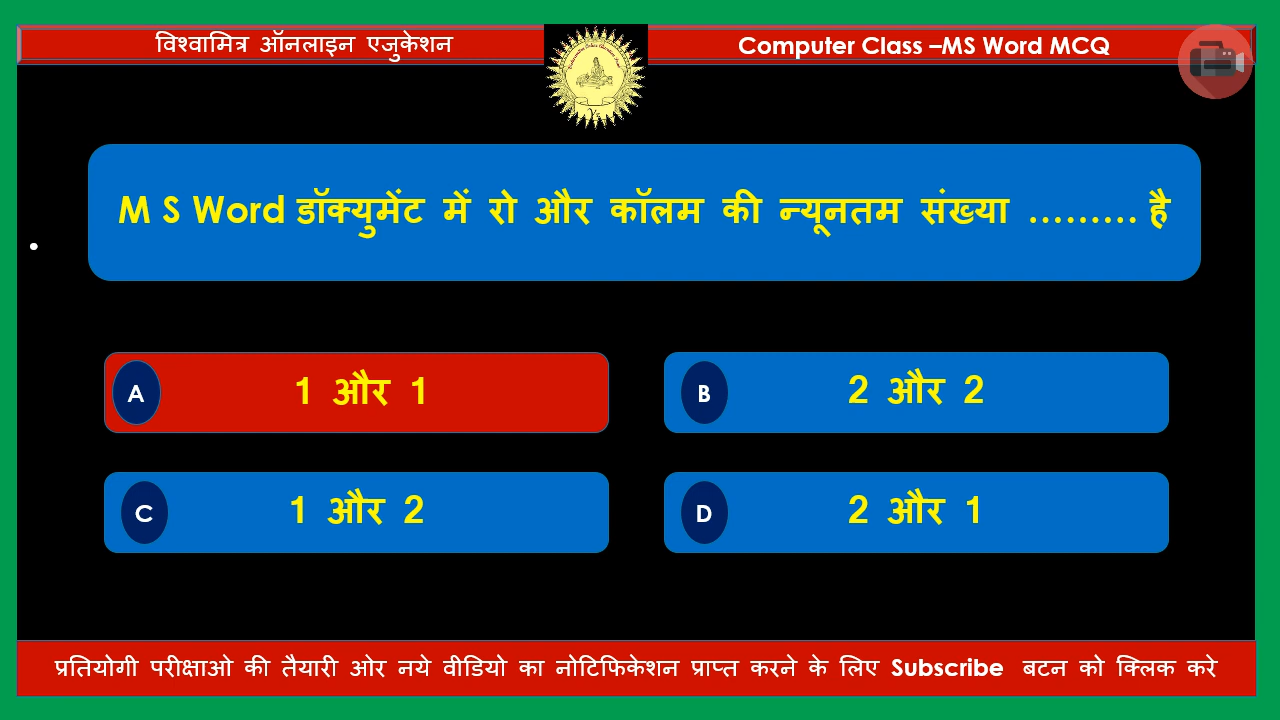 विश्वामित्र ऑनलाइन एजुकेशन
Computer Class –MS Word MCQ
M S Word डॉक्युमेंट में रो और कॉलम की न्यूनतम संख्या ……… है
A 1 और 1
B 2 और 2
C 1 और 2
D 2 और 1
प्रतियोगी परीक्षाओ की तैयारी ओर नये वीडियो का नोटिफिकेशन प्राप्त करने के लिए Subscribe बटन को क्लिक करे